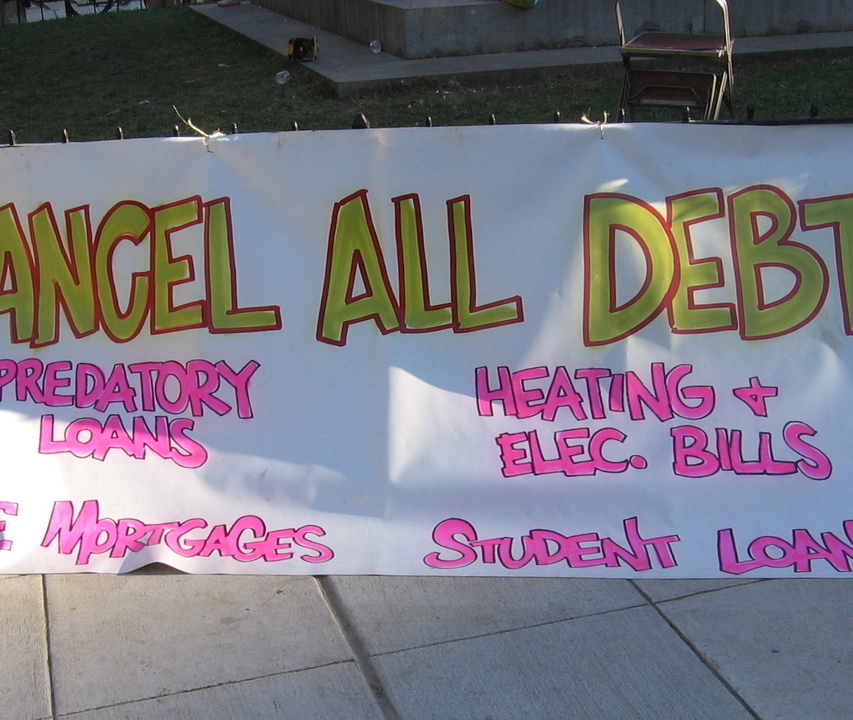 ANCEL ALL DEBT
PREDATORY LOANS
HEATING & ELEC. BILLS
E MORTGAGES STUDENT LOAN